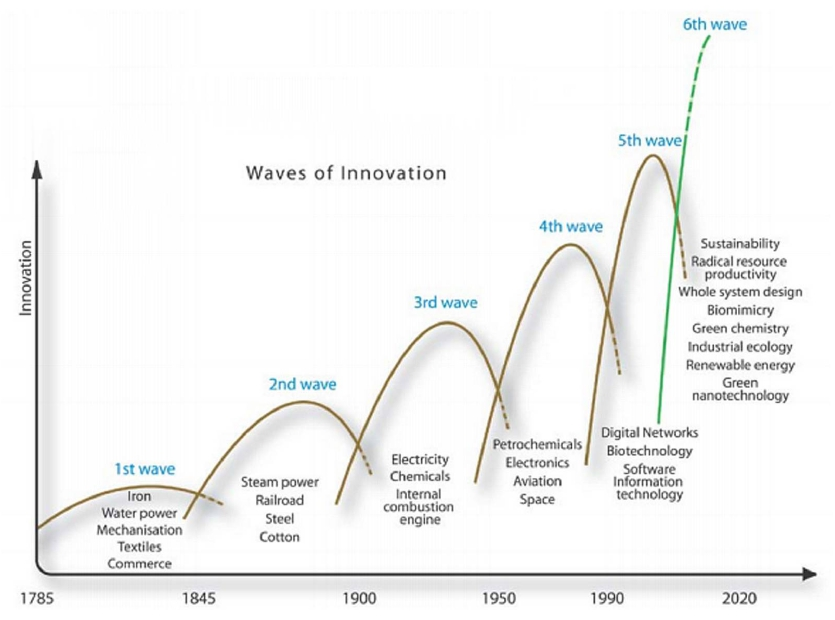 6th wave
5th wave
Waves of Innovation
4th wave
Innovation
Sustainability
Radical resource
productivity
Whole system design
Biomimicry
Green chemistry
Industrial ecology
Renewable energy
Green
nanotechnology
3rd wave
2nd wave
1st wave
Iron
Water power
Mechanisation
Textiles
Commerce
Steam power
Railroad
Steel
Cotton
Electricity
Chemicals
Internal
combustion
engine
Petrochemicals
Electronics
Aviation
Space
Digital Networks
Biotechnology
Software
Information
technology
1785
1845
1900
1950
1990
2020